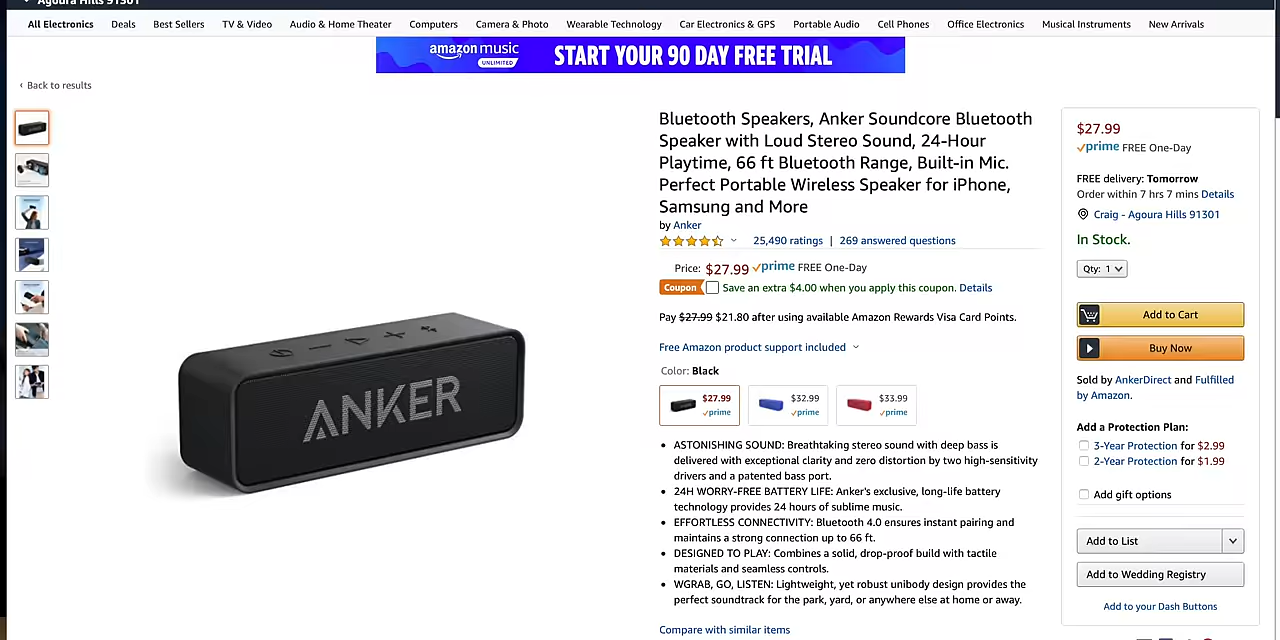 Agoura Hills 91301
All Electronics Deals Best Sellers TV & Video Audio & Home Theater Computers Camera & Photo Wearable Technology Car Electronics & GPS Portable Audio Cell Phones Office Electronics Musical Instruments New Arrivals
amazon music
UNLIMITED
START YOUR 90 DAY FREE TRIAL
‹ Back to results
ANKER
Bluetooth Speakers, Anker Soundcore Bluetooth
Speaker with Loud Stereo Sound, 24-Hour
Playtime, 66 ft Bluetooth Range, Built-in Mic.
Perfect Portable Wireless Speaker for iPhone,
Samsung and More
by Anker
25,490 ratings | 269 answered questions
Price: $27.99 prime FREE One-Day
Coupon Save an extra $4.00 when you apply this coupon. Details
Pay $27.99 $21.80 after using available Amazon Rewards Visa Card Points.
Free Amazon product support included
Color: Black
$27.99 prime
$32.99 prime
$33.99 prime
• ASTONISHING SOUND: Breathtaking stereo sound with deep bass is
delivered with exceptional clarity and zero distortion by two high-sensitivity
drivers and a patented bass port.
• 24H WORRY-FREE BATTERY LIFE: Anker's exclusive, long-life battery
technology provides 24 hours of sublime music.
• EFFORTLESS CONNECTIVITY: Bluetooth 4.0 ensures instant pairing and
maintains a strong connection up to 66 ft.
• DESIGNED TO PLAY: Combines a solid, drop-proof build with tactile
materials and seamless controls.
• WGRAB, GO, LISTEN: Lightweight, yet robust unibody design provides the
perfect soundtrack for the park, yard, or anywhere else at home or away.
Compare with similar items
$27.99
prime FREE One-Day
FREE delivery: Tomorrow
Order within 7 hrs 7 mins Details
Craig - Agoura Hills 91301
In Stock.
Qty: 1
Add to Cart
Buy Now
Sold by AnkerDirect and Fulfilled
by Amazon.
Add a Protection Plan:
3-Year Protection for $2.99
2-Year Protection for $1.99
Add gift options
Add to List
Add to Wedding Registry
Add to your Dash Buttons